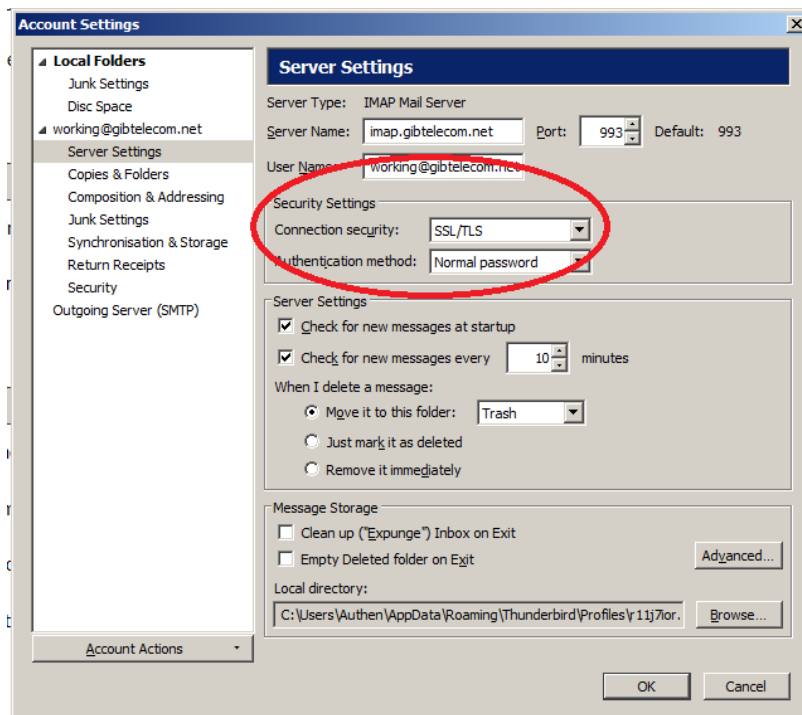 Account Settings
Local Folders
Junk Settings
Disc Space
working@gibtelecom.net
Server Settings
Copies & Folders
Composition & Addressing
Junk Settings
Synchronisation & Storage
Return Receipts
Security
Outgoing Server (SMTP)
Account Actions
Server Settings
Server Type: IMAP Mail Server
Server Name: imap.gibtelecom.net Port: 993 Default: 993
User Name: working@gibtelecom.net
Security Settings
Connection security: SSL/TLS
Authentication method: Normal password
Server Settings
Check for new messages at startup
Check for new messages every 10 minutes
When I delete a message:
Move it to this folder: Trash
Just mark it as deleted
Remove it immediately
Message Storage
Clean up ("Expunge") Inbox on Exit
Empty Deleted folder on Exit
Advanced...
Local directory:
C:\Users\Authen\AppData\Roaming\Thunderbird\Profiles\r11j7ior. Browse...
OK Cancel